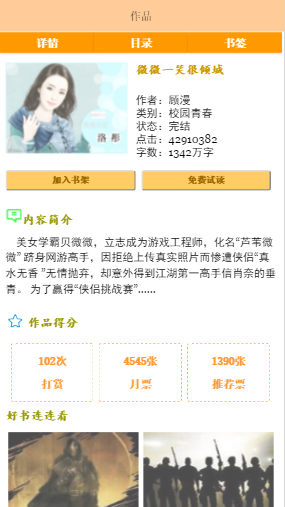 作品
详情 目录 书签
微微一笑很倾城
洛彤
作者：顾漫
类别：校园青春
状态：完结
点击：42910382
字数：1342万字
加入书架 免费试读
内容简介
美女学霸贝微微，立志成为游戏工程师，化名“芦苇微
微” 跻身网游高手，因拒绝上传真实照片而惨遭侠侣“真
水无香 ”无情抛弃，却意外得到江湖第一高手信肖奈的垂
青。 为了赢得“侠侣挑战赛”......
作品得分
102次 4545张 1390张
打赏 月票 推荐票
好书连连看